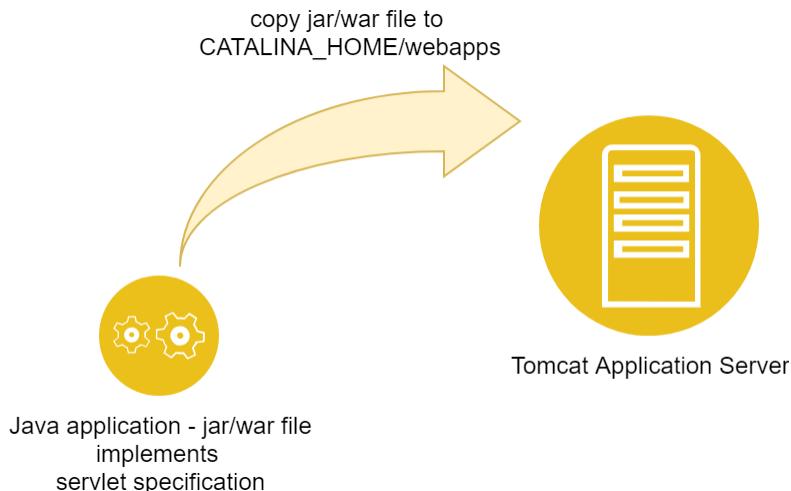 copy jar/war file to
CATALINA_HOME/webapps
Tomcat Application Server
Java application - jar/war file
implements
servlet specification